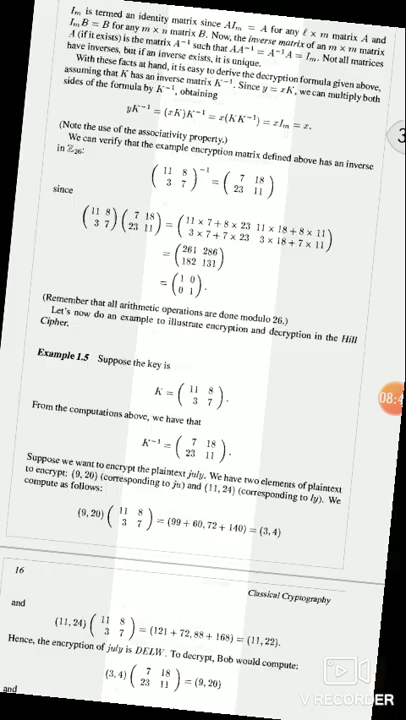 I_m is termed an identity matrix since AI_m = A for any ℓ × m matrix A and
I_m B = B for any m × n matrix B. Now, the inverse matrix of an m × m matrix
A (if it exists) is the matrix A⁻¹ such that AA⁻¹ = A⁻¹A = I_m. Not all matrices
have inverses, but if an inverse exists, it is unique.
With these facts at hand, it is easy to derive the decryption formula given above,
assuming that K has an inverse matrix K⁻¹. Since y = xK, we can multiply both
sides of the formula by K⁻¹, obtaining
yK⁻¹ = (xK)K⁻¹ = x(KK⁻¹) = xI_m = x.
(Note the use of the associativity property.)
We can verify that the example encryption matrix defined above has an inverse
in ℤ₂₆:
( 11 8 )⁻¹ = ( 7 18 )
( 3 7 ) ( 23 11 )
since
( 11 8 ) ( 7 18 ) = ( 11 × 7 + 8 × 23 11 × 18 + 8 × 11 )
( 3 7 ) ( 23 11 ) ( 3 × 7 + 7 × 23 3 × 18 + 7 × 11 )
= ( 261 286 )
( 182 131 )
= ( 1 0 )
( 0 1 ).
(Remember that all arithmetic operations are done modulo 26.)
Let's now do an example to illustrate encryption and decryption in the Hill
Cipher.
3
08:4
Example 1.5 Suppose the key is
K = ( 11 8 )
( 3 7 ).
From the computations above, we have that
K⁻¹ = ( 7 18 )
( 23 11 ).
Suppose we want to encrypt the plaintext july. We have two elements of plaintext
to encrypt: (9, 20) (corresponding to ju) and (11, 24) (corresponding to ly). We
compute as follows:
(9, 20) ( 11 8 ) = (99 + 60, 72 + 140) = (3, 4)
( 3 7 )
16
Classical Cryptography
and
(11, 24) ( 11 8 ) = (121 + 72, 88 + 168) = (11, 22).
( 3 7 )
Hence, the encryption of july is DELW. To decrypt, Bob would compute:
(3, 4) ( 7 18 ) = (9, 20)
( 23 11 )
and
V RECORDER